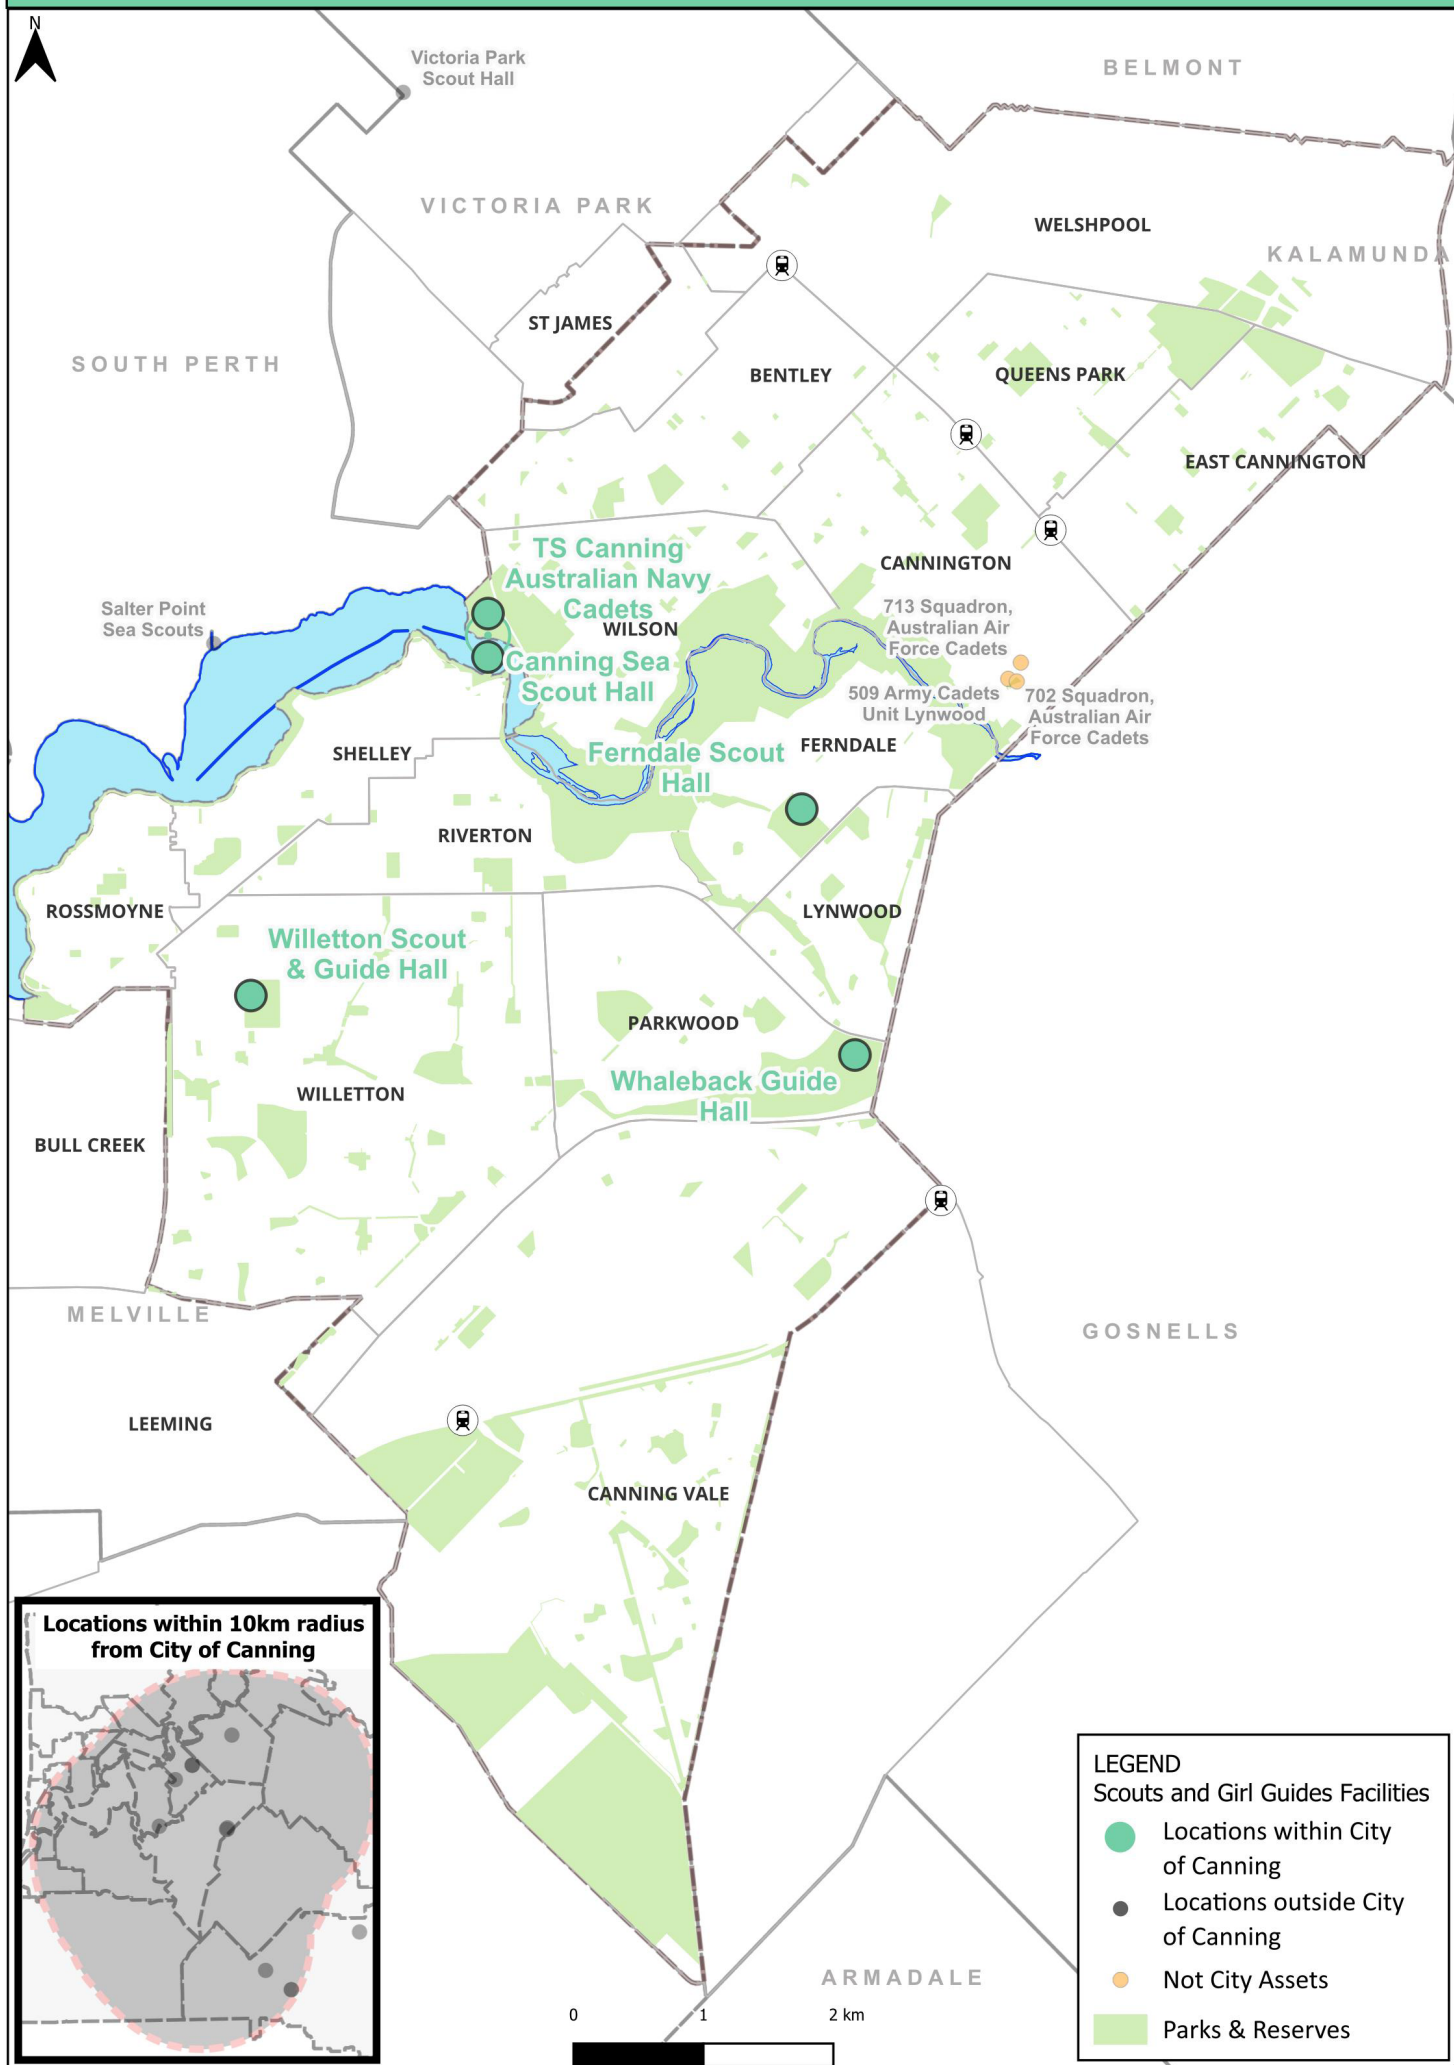 N
Victoria Park
Scout Hall
BELMONT
VICTORIA PARK
WELSHPOOL
KALAMUNDA
ST JAMES
SOUTH PERTH
BENTLEY
QUEENS PARK
EAST CANNINGTON
TS Canning
Australian Navy
Cadets
CANNINGTON
Salter Point
Sea Scouts
WILSON
713 Squadron,
Australian Air
Force Cadets
Canning Sea
Scout Hall
509 Army Cadets
Unit Lynwood
702 Squadron,
Australian Air
Force Cadets
SHELLEY
Ferndale Scout
Hall
FERNDALE
RIVERTON
ROSSMOYNE
LYNWOOD
Willetton Scout
& Guide Hall
PARKWOOD
Whaleback Guide
Hall
WILLETTON
BULL CREEK
MELVILLE
GOSNELLS
LEEMING
CANNING VALE
Locations within 10km radius
from City of Canning
ARMADALE
0 1 2 km
LEGEND
Scouts and Girl Guides Facilities
Locations within City
of Canning
Locations outside City
of Canning
Not City Assets
Parks & Reserves